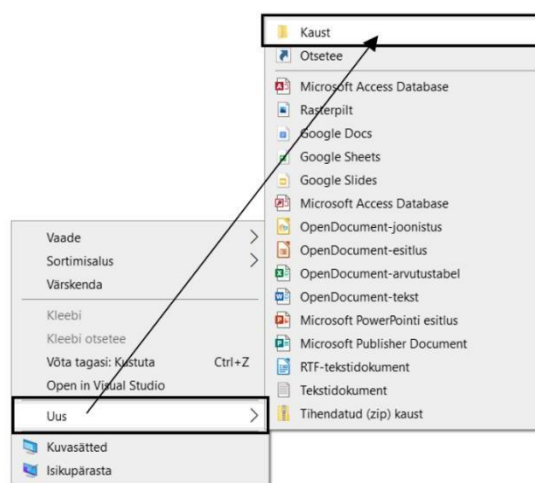 Kaust
Otsetee
Microsoft Access Database
Rasterpilt
Google Docs
Google Sheets
Google Slides
Microsoft Access Database
OpenDocument-joonistus
OpenDocument-esitlus
OpenDocument-arvutustabel
OpenDocument-tekst
Microsoft PowerPointi esitlus
Microsoft Publisher Document
RTF-tekstidokument
Tekstidokument
Tihendatud (zip) kaust
Vaade
Sortimisalus
Värskenda
Kleebi
Kleebi otsetee
Võta tagasi: Kustuta Ctrl+Z
Open in Visual Studio
Uus
Kuvasätted
Isikupärasta